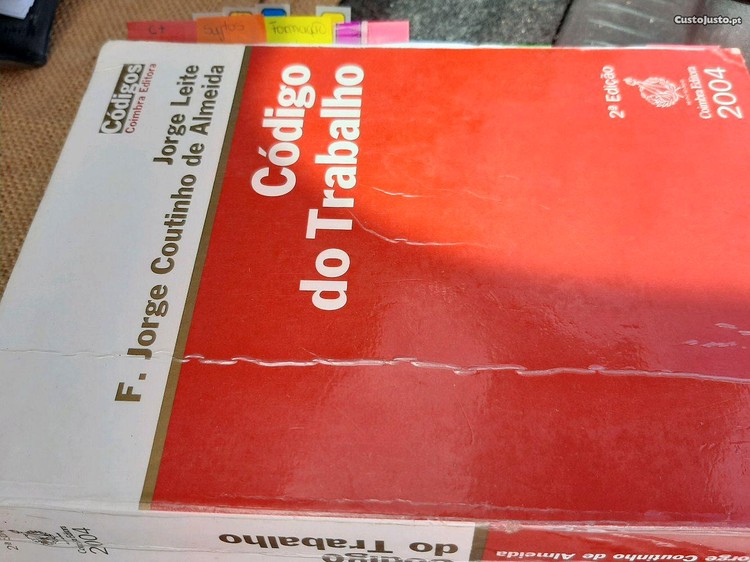 CustoJusto.pt
Códigos
Coimbra Editora
Jorge Leite
F. Jorge Coutinho de Almeida
Código
do Trabalho
2ª Edição
Coimbra Editora
2004
2004
Código
do Trabalho
Jorge Coutinho de Almeida